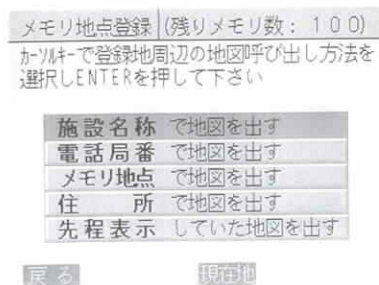 メモリ地点登録 (残りメモリ数: 100)
ｶｰｿﾙｷｰで登録地周辺の地図呼び出し方法を
選択しENTERを押して下さい
施設名称 で地図を出す
電話局番 で地図を出す
メモリ地点 で地図を出す
住 所 で地図を出す
先程表示 していた地図を出す
戻る 現在地